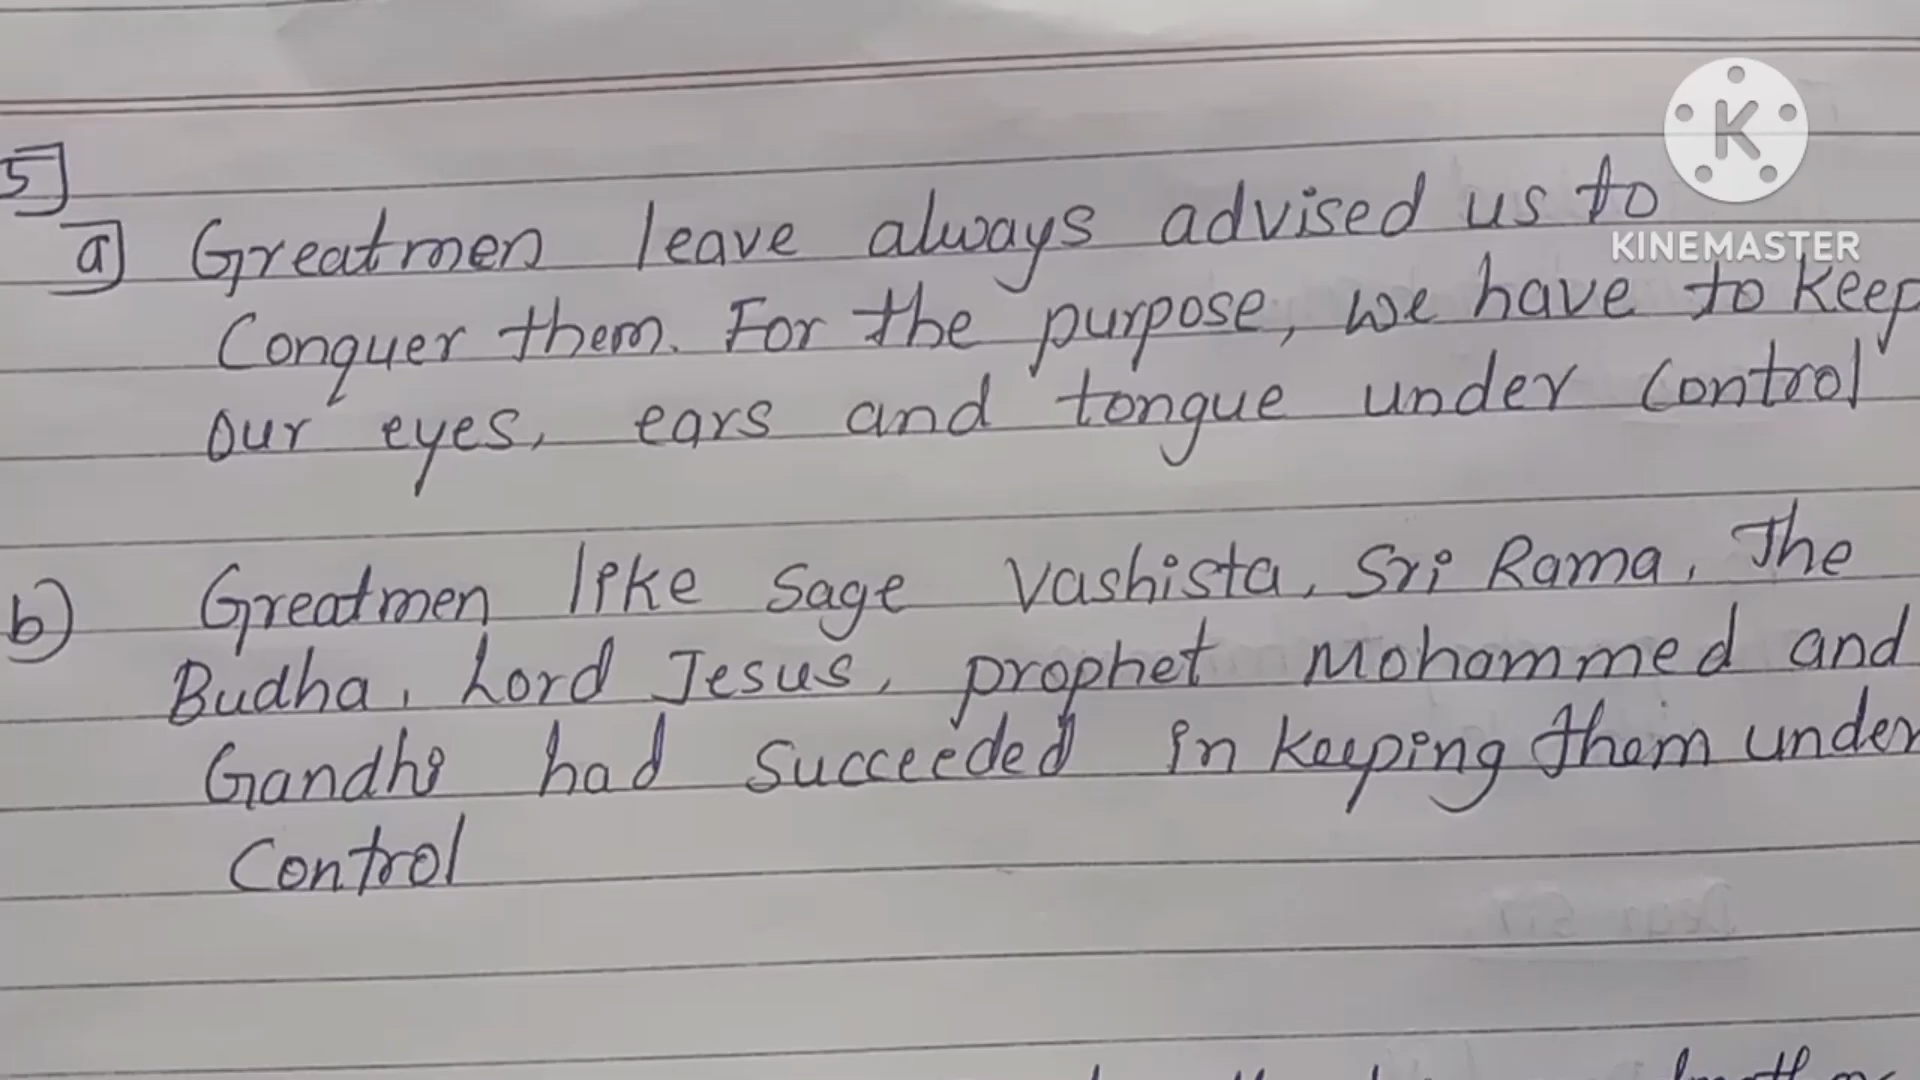 5]
a] Greatmen leave always advised us to
Conquer them. For the purpose, we have to keep
our eyes, ears and tongue under control
b) Greatmen like Sage Vashista, Sri Rama, The
Budha, Lord Jesus, prophet Mohammed and
Gandhi had succeeded in keeping them under
Control
K
KINEMASTER